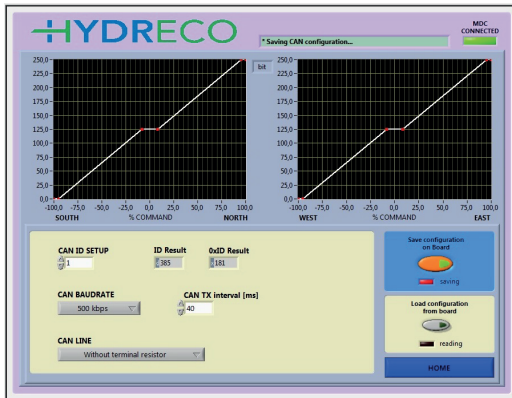 HYDRECO
* Saving CAN configuration...
MDC
CONNECTED
250,0
225,0
200,0
175,0
150,0
125,0
100,0
75,0
50,0
25,0
0,0
-100,0 -75,0 -50,0 -25,0 0,0 25,0 50,0 75,0 100,0
SOUTH % COMMAND NORTH
bit
250,0
225,0
200,0
175,0
150,0
125,0
100,0
75,0
50,0
25,0
0,0
-100,0 -75,0 -50,0 -25,0 0,0 25,0 50,0 75,0 100,0
WEST % COMMAND EAST
CAN ID SETUP
1
ID Result
385
0xID Result
181
CAN BAUDRATE
500 kbps
CAN TX interval [ms]
40
CAN LINE
Without terminal resistor
Save configuration
on Board
saving
Load configuration
from board
reading
HOME